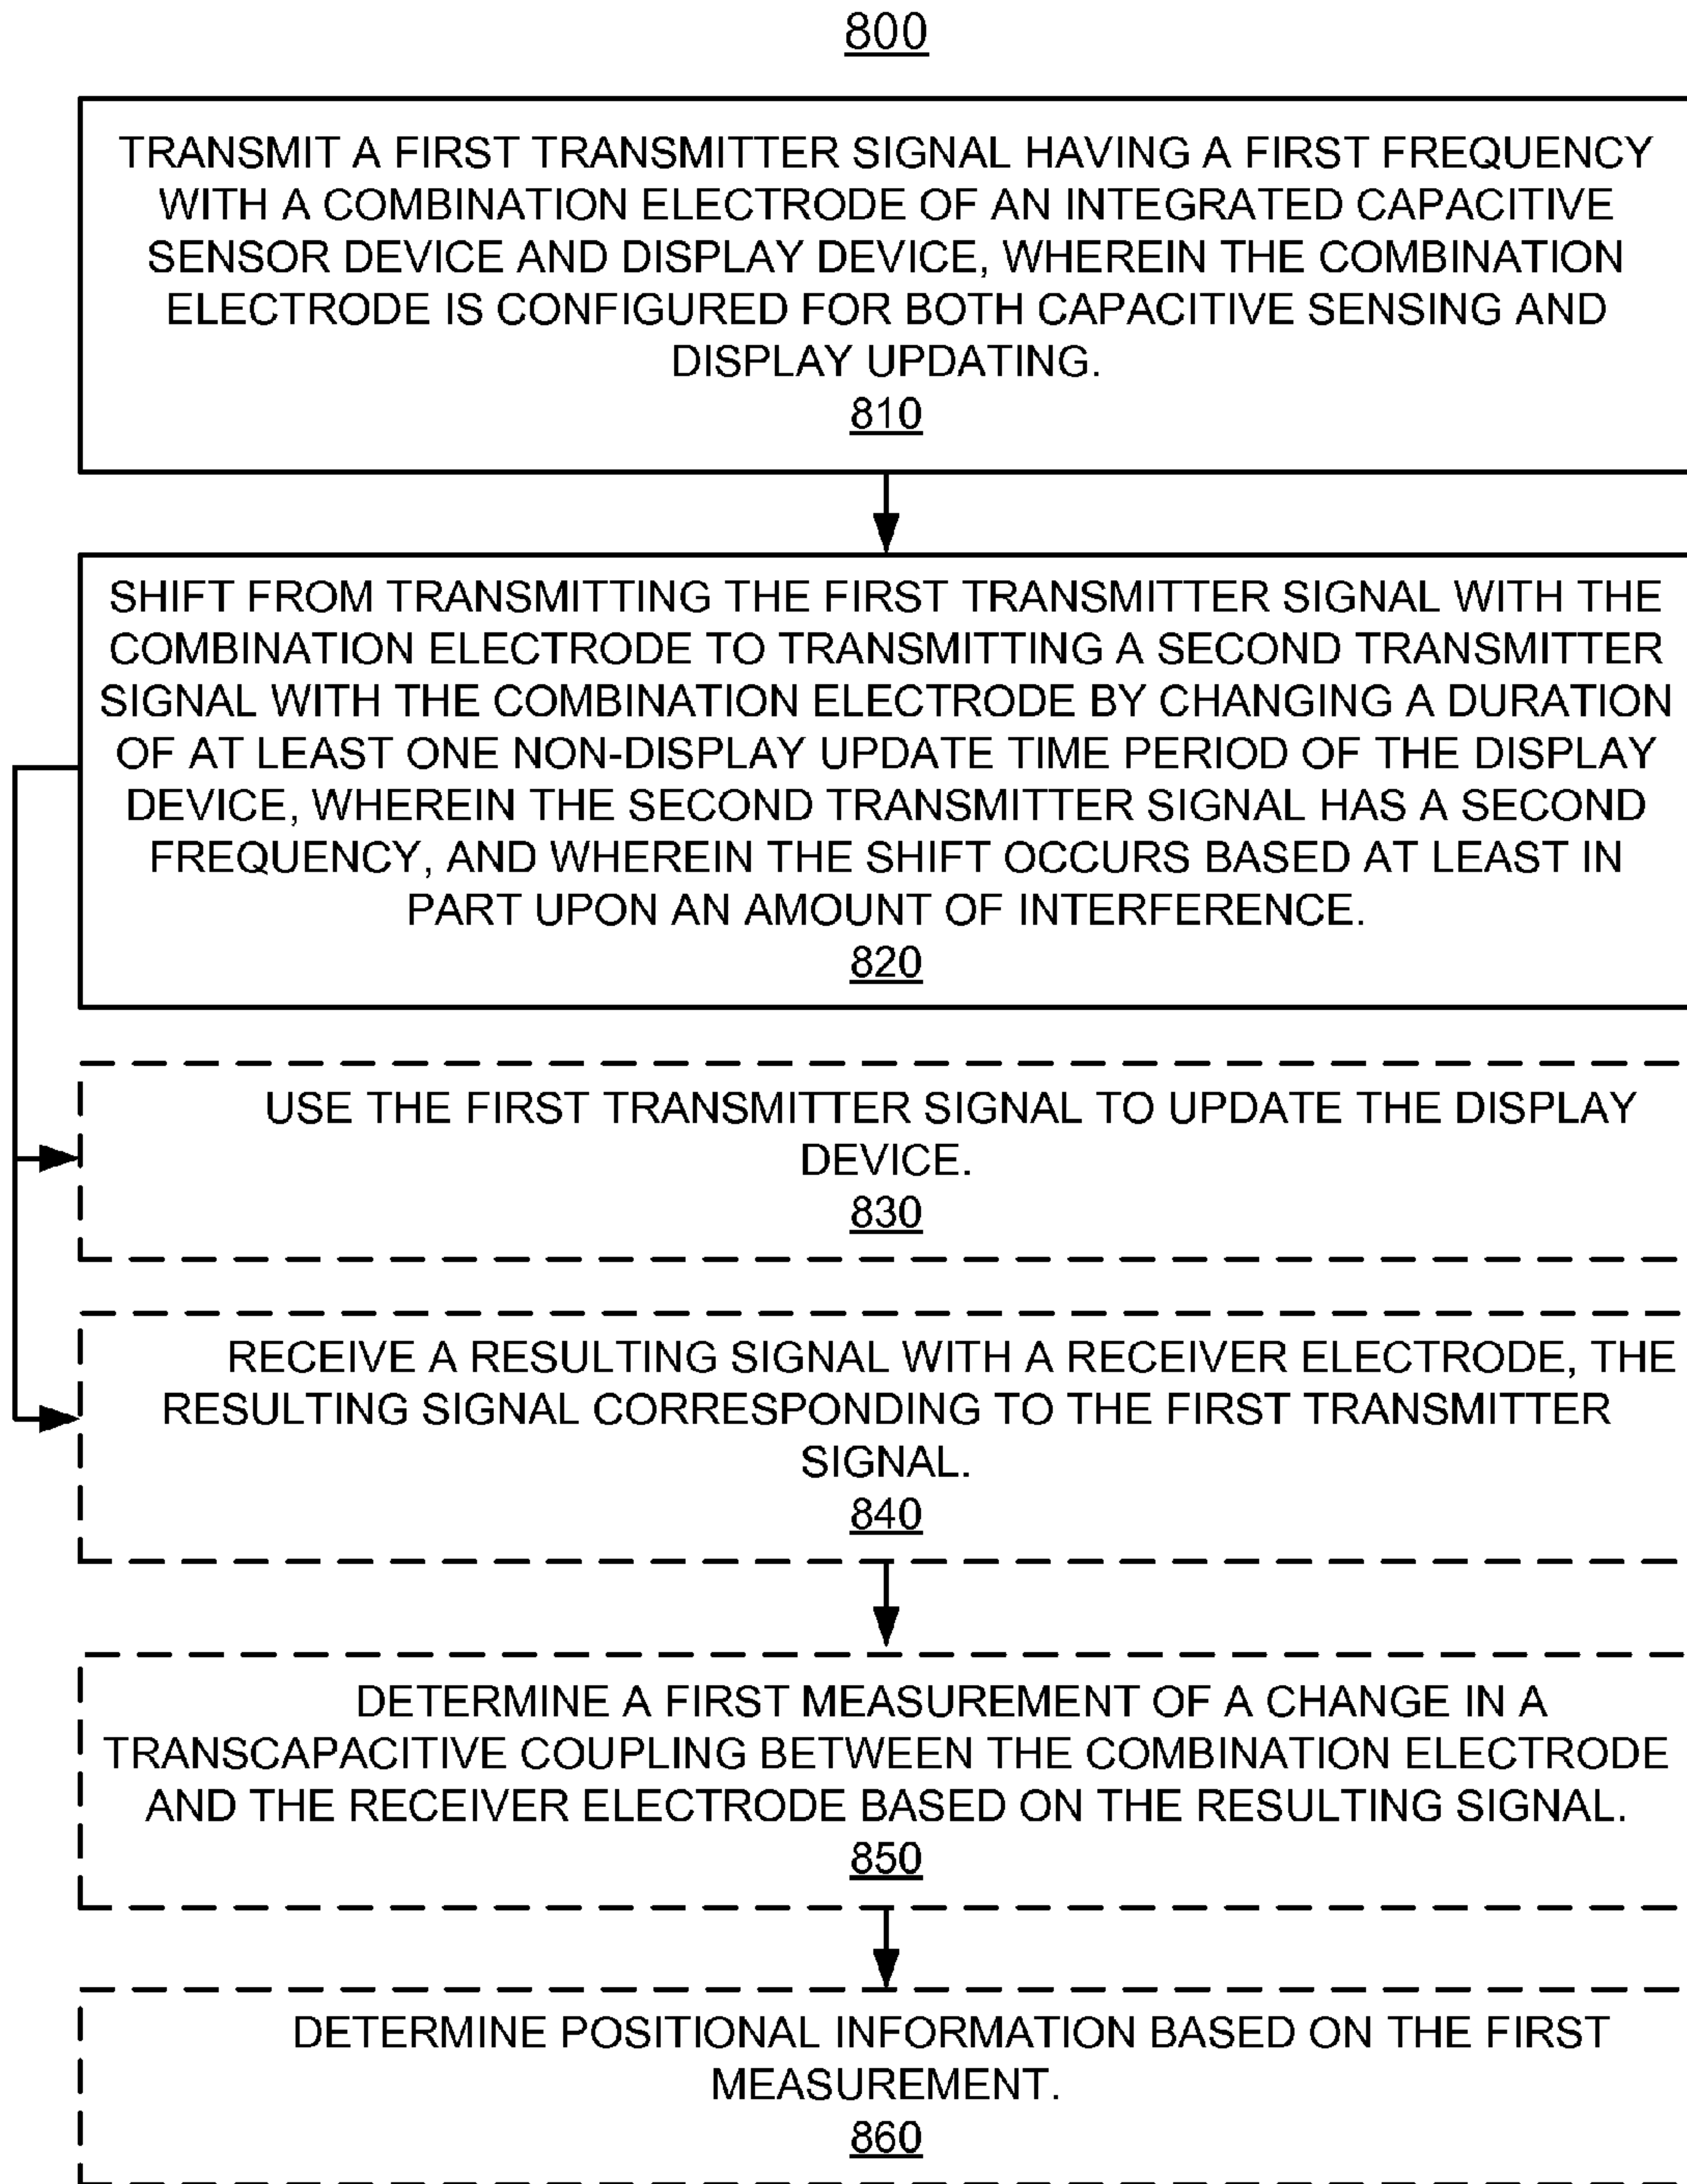 800
TRANSMIT A FIRST TRANSMITTER SIGNAL HAVING A FIRST FREQUENCY
WITH A COMBINATION ELECTRODE OF AN INTEGRATED CAPACITIVE
SENSOR DEVICE AND DISPLAY DEVICE, WHEREIN THE COMBINATION
ELECTRODE IS CONFIGURED FOR BOTH CAPACITIVE SENSING AND
DISPLAY UPDATING.
810
SHIFT FROM TRANSMITTING THE FIRST TRANSMITTER SIGNAL WITH THE
COMBINATION ELECTRODE TO TRANSMITTING A SECOND TRANSMITTER
SIGNAL WITH THE COMBINATION ELECTRODE BY CHANGING A DURATION
OF AT LEAST ONE NON-DISPLAY UPDATE TIME PERIOD OF THE DISPLAY
DEVICE, WHEREIN THE SECOND TRANSMITTER SIGNAL HAS A SECOND
FREQUENCY, AND WHEREIN THE SHIFT OCCURS BASED AT LEAST IN
PART UPON AN AMOUNT OF INTERFERENCE.
820
USE THE FIRST TRANSMITTER SIGNAL TO UPDATE THE DISPLAY
DEVICE.
830
RECEIVE A RESULTING SIGNAL WITH A RECEIVER ELECTRODE, THE
RESULTING SIGNAL CORRESPONDING TO THE FIRST TRANSMITTER
SIGNAL.
840
DETERMINE A FIRST MEASUREMENT OF A CHANGE IN A
TRANSCAPACITIVE COUPLING BETWEEN THE COMBINATION ELECTRODE
AND THE RECEIVER ELECTRODE BASED ON THE RESULTING SIGNAL.
850
DETERMINE POSITIONAL INFORMATION BASED ON THE FIRST
MEASUREMENT.
860